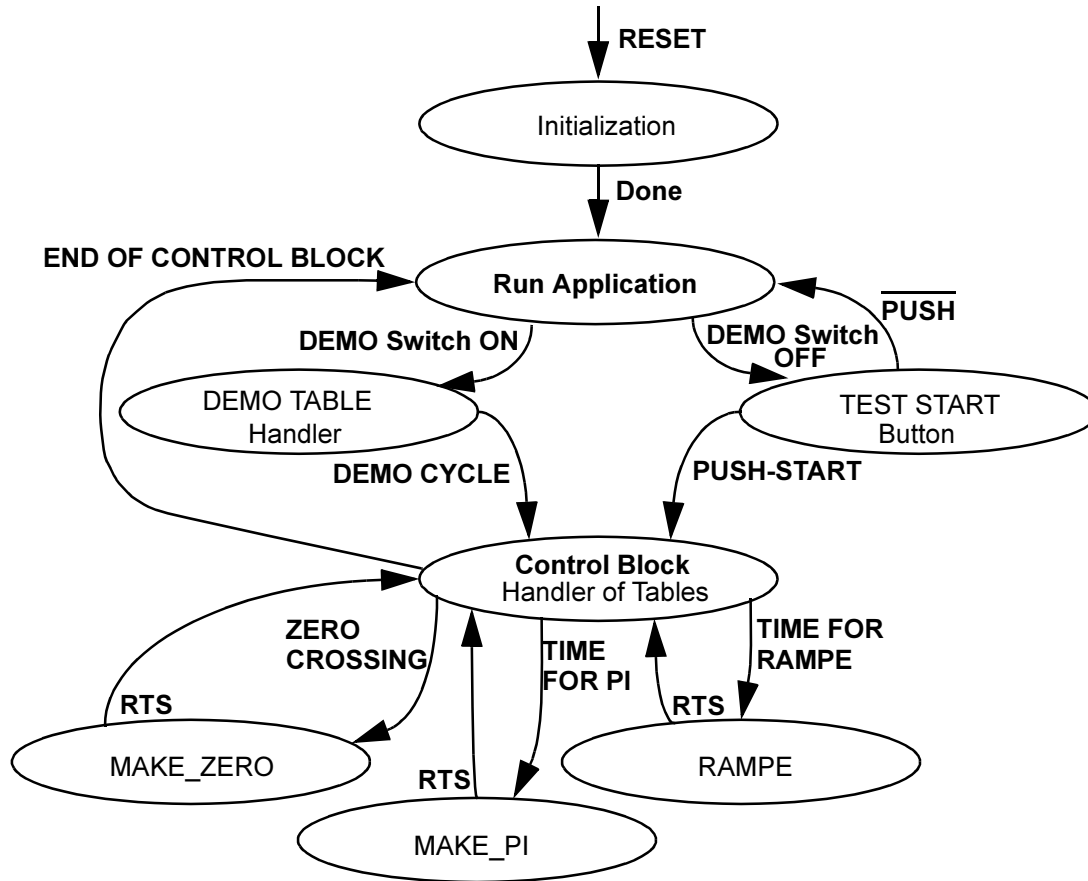 RESET
Initialization
Done
END OF CONTROL BLOCK
Run Application
PUSH
DEMO Switch ON
DEMO Switch
OFF
DEMO TABLE
Handler
TEST START
Button
DEMO CYCLE
PUSH-START
Control Block
Handler of Tables
ZERO
CROSSING
TIME
FOR PI
TIME FOR
RAMPE
RTS
RTS
RTS
MAKE_ZERO
RAMPE
MAKE_PI